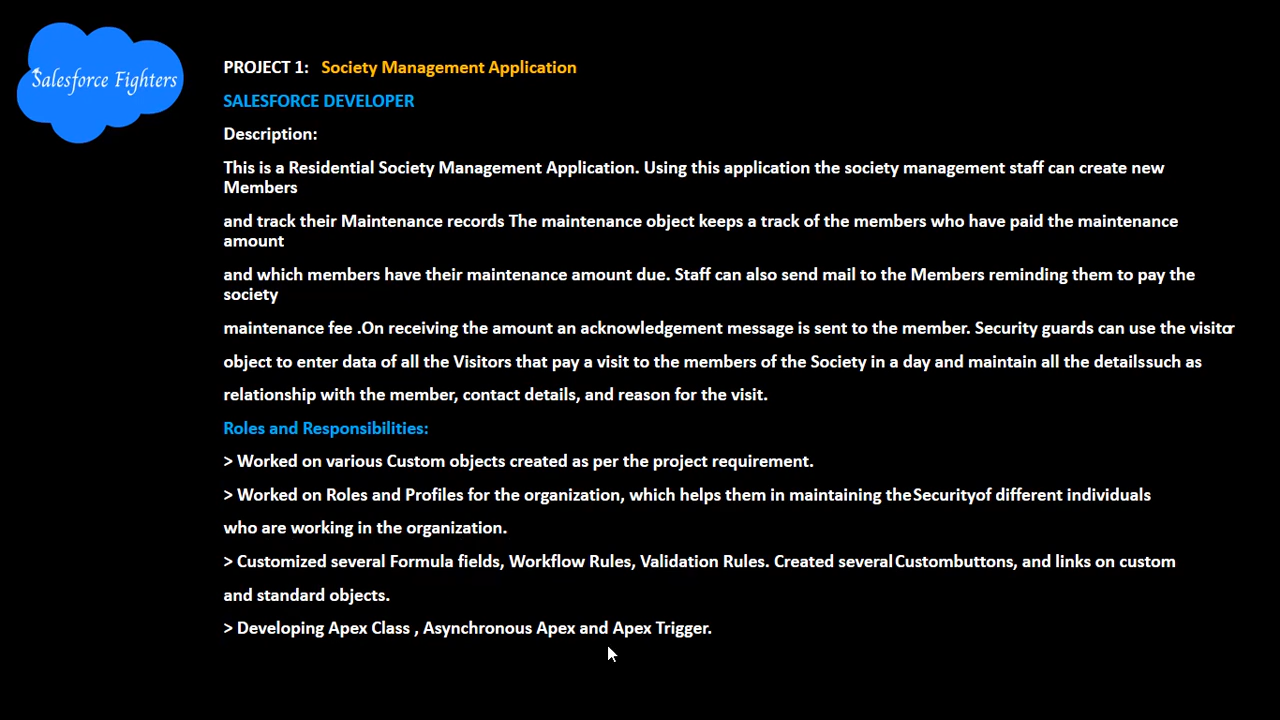 Salesforce Fighters
PROJECT 1: Society Management Application
SALESFORCE DEVELOPER
Description:
This is a Residential Society Management Application. Using this application the society management staff can create new
Members
and track their Maintenance records The maintenance object keeps a track of the members who have paid the maintenance
amount
and which members have their maintenance amount due. Staff can also send mail to the Members reminding them to pay the
society
maintenance fee .On receiving the amount an acknowledgement message is sent to the member. Security guards can use the visitor
object to enter data of all the Visitors that pay a visit to the members of the Society in a day and maintain all the detailssuch as
relationship with the member, contact details, and reason for the visit.
Roles and Responsibilities:
> Worked on various Custom objects created as per the project requirement.
> Worked on Roles and Profiles for the organization, which helps them in maintaining theSecurityof different individuals
who are working in the organization.
> Customized several Formula fields, Workflow Rules, Validation Rules. Created severalCustombuttons, and links on custom
and standard objects.
> Developing Apex Class , Asynchronous Apex and Apex Trigger.